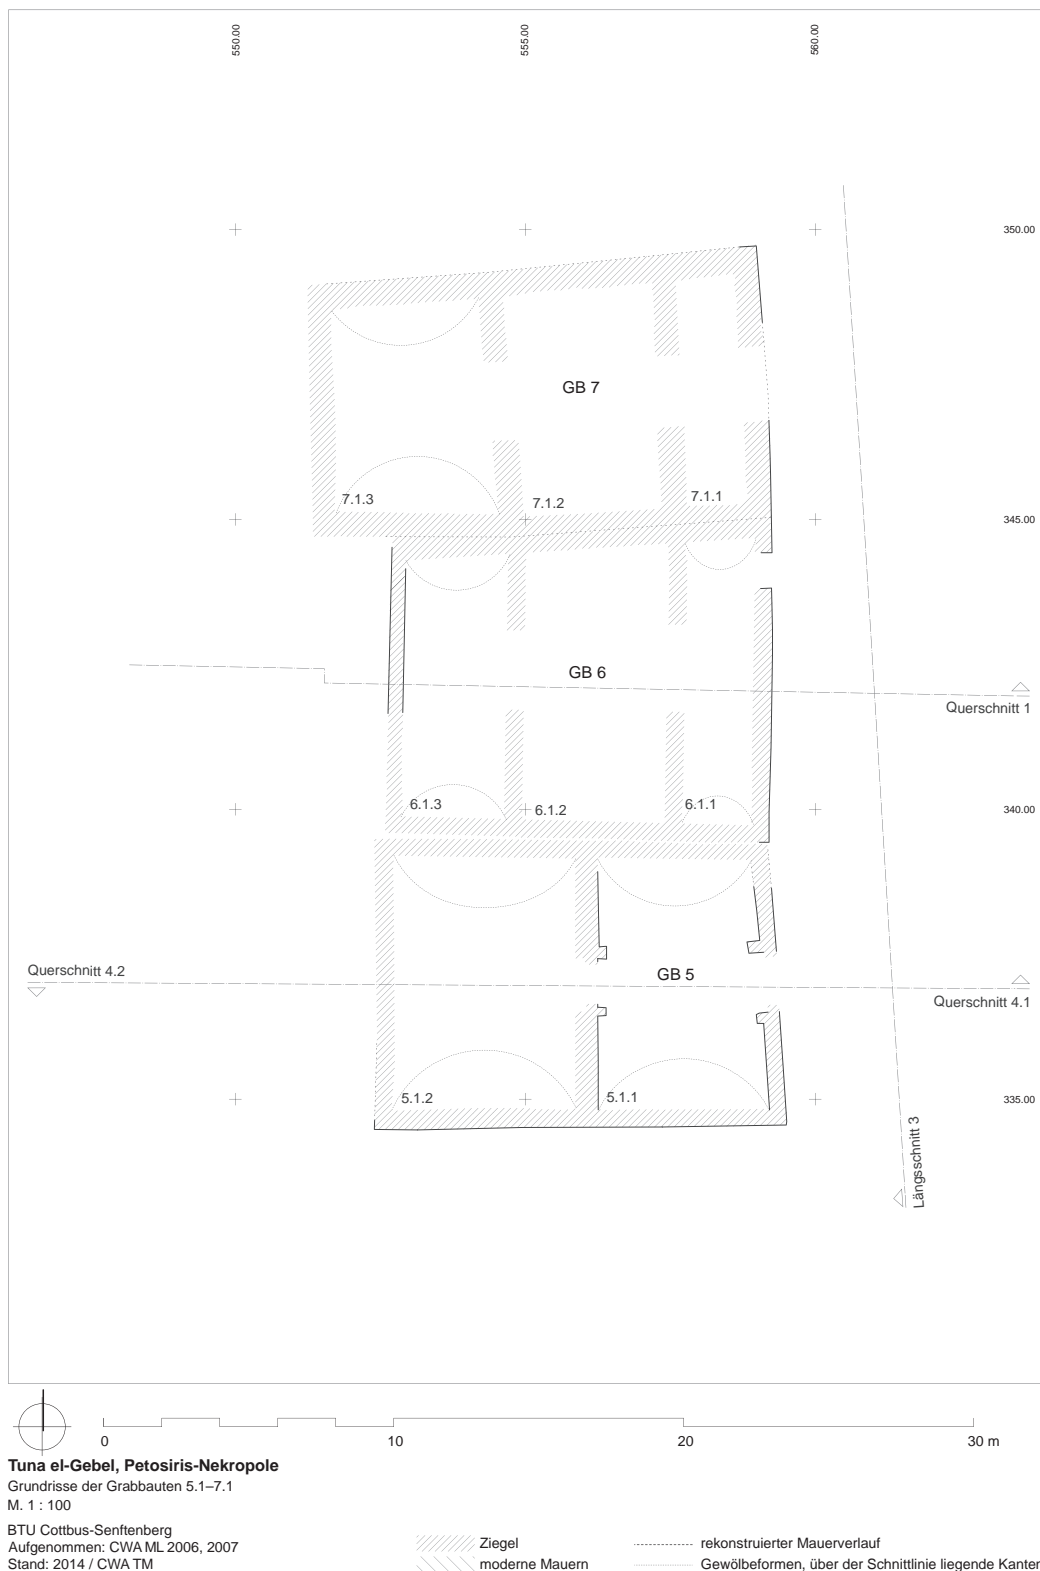 550.00
555.00
560.00
350.00
GB 7
7.1.3
7.1.2
7.1.1
345.00
GB 6
Querschnitt 1
6.1.3
6.1.2
6.1.1
340.00
Querschnitt 4.2
GB 5
Querschnitt 4.1
5.1.2
5.1.1
335.00
Längsschnitt 3
0
10
20
30 m
Tuna el-Gebel, Petosiris-Nekropole
Grundrisse der Grabbauten 5.1–7.1
M. 1 : 100
BTU Cottbus-Senftenberg
Aufgenommen: CWA ML 2006, 2007
Stand: 2014 / CWA TM
Ziegel
moderne Mauern
rekonstruierter Mauerverlauf
Gewölbeformen, über der Schnittlinie liegende Kanten